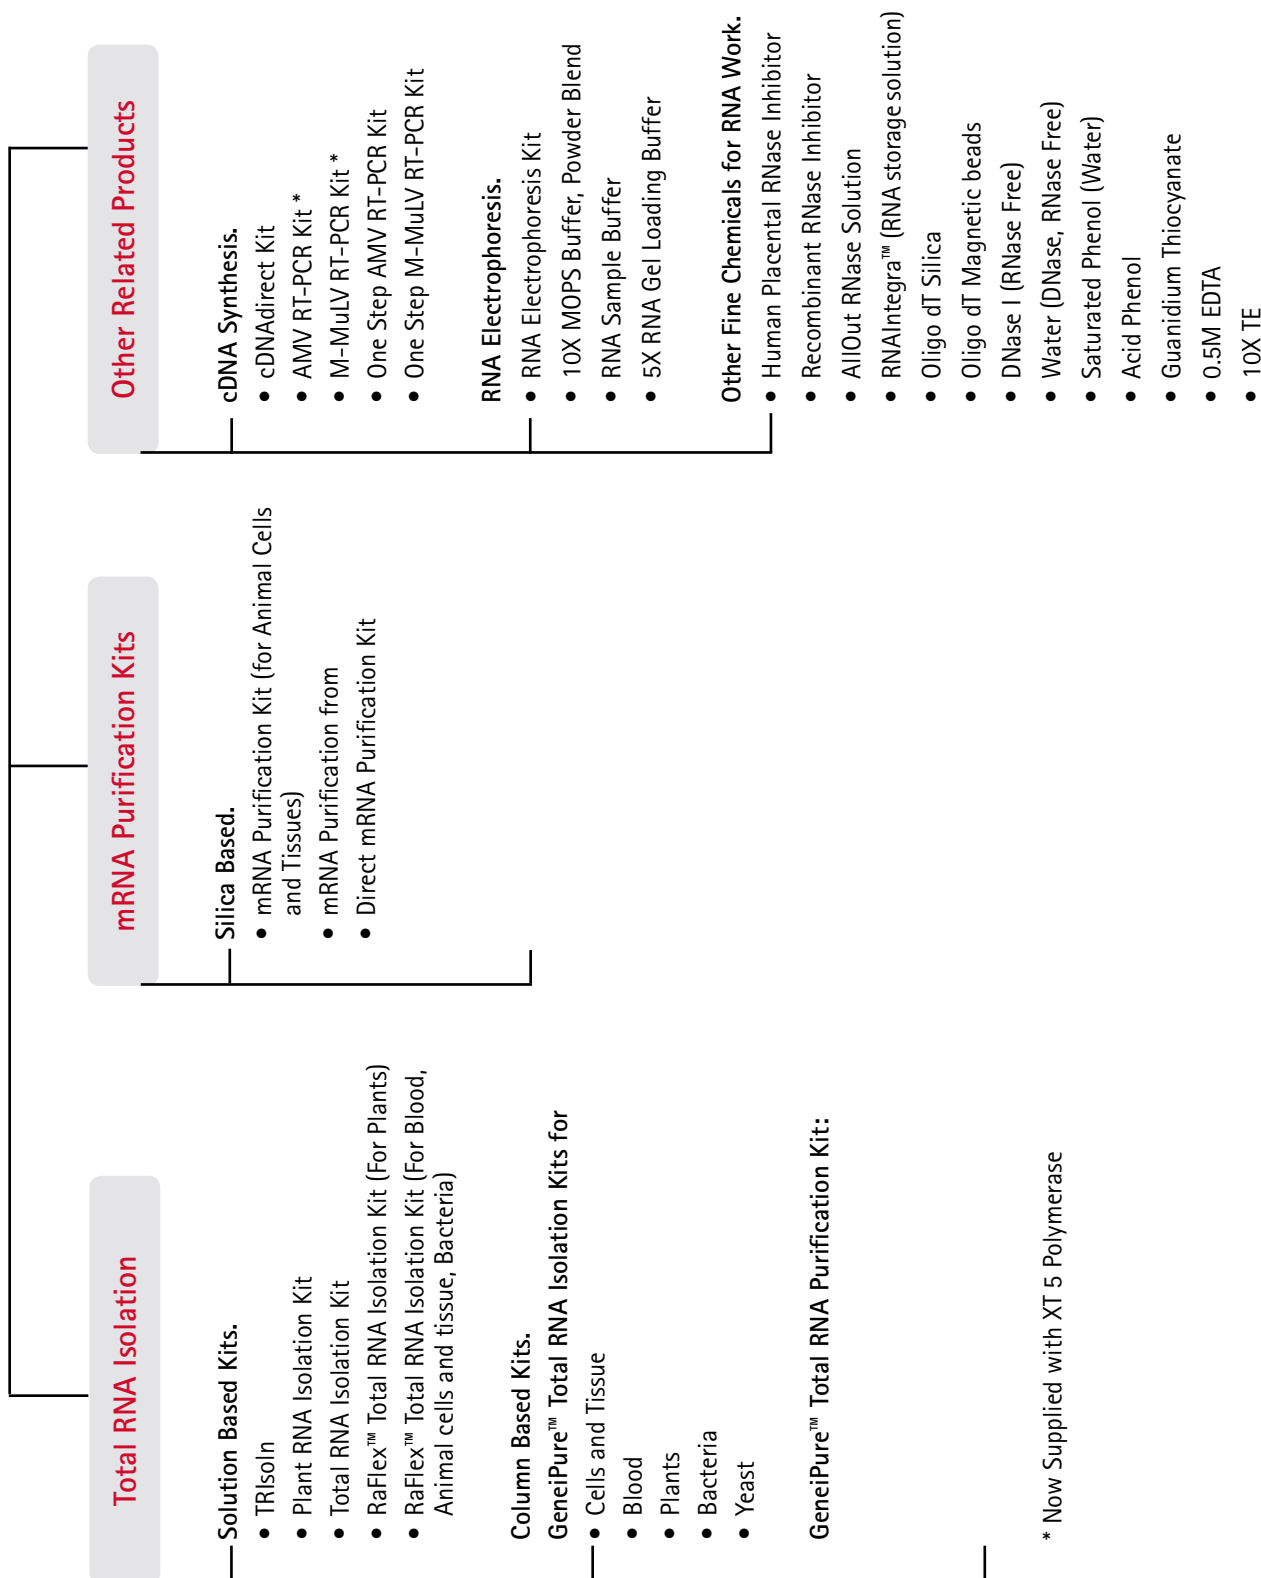 Total RNA Isolation
Solution Based Kits.
• TRIsoln
• Plant RNA Isolation Kit
• Total RNA Isolation Kit
• RaFlex™ Total RNA Isolation Kit (For Plants)
• RaFlex™ Total RNA Isolation Kit (For Blood,
Animal cells and tissue, Bacteria)
Column Based Kits.
GeneiPure™ Total RNA Isolation Kits for
• Cells and Tissue
• Blood
• Plants
• Bacteria
• Yeast
GeneiPure™ Total RNA Purification Kit:
* Now Supplied with XT 5 Polymerase
mRNA Purification Kits
Silica Based.
• mRNA Purification Kit (for Animal Cells
and Tissues)
• mRNA Purification from
• Direct mRNA Purification Kit
Other Related Products
cDNA Synthesis.
• cDNAdirect Kit
• AMV RT-PCR Kit *
• M-MuLV RT-PCR Kit *
• One Step AMV RT-PCR Kit
• One Step M-MuLV RT-PCR Kit
RNA Electrophoresis.
• RNA Electrophoresis Kit
• 10X MOPS Buffer, Powder Blend
• RNA Sample Buffer
• 5X RNA Gel Loading Buffer
Other Fine Chemicals for RNA Work.
• Human Placental RNase Inhibitor
• Recombinant RNase Inhibitor
• AllOut RNase Solution
• RNAIntegra™ (RNA storage solution)
• Oligo dT Silica
• Oligo dT Magnetic beads
• DNase I (RNase Free)
• Water (DNase, RNase Free)
• Saturated Phenol (Water)
• Acid Phenol
• Guanidium Thiocyanate
• 0.5M EDTA
• 10X TE